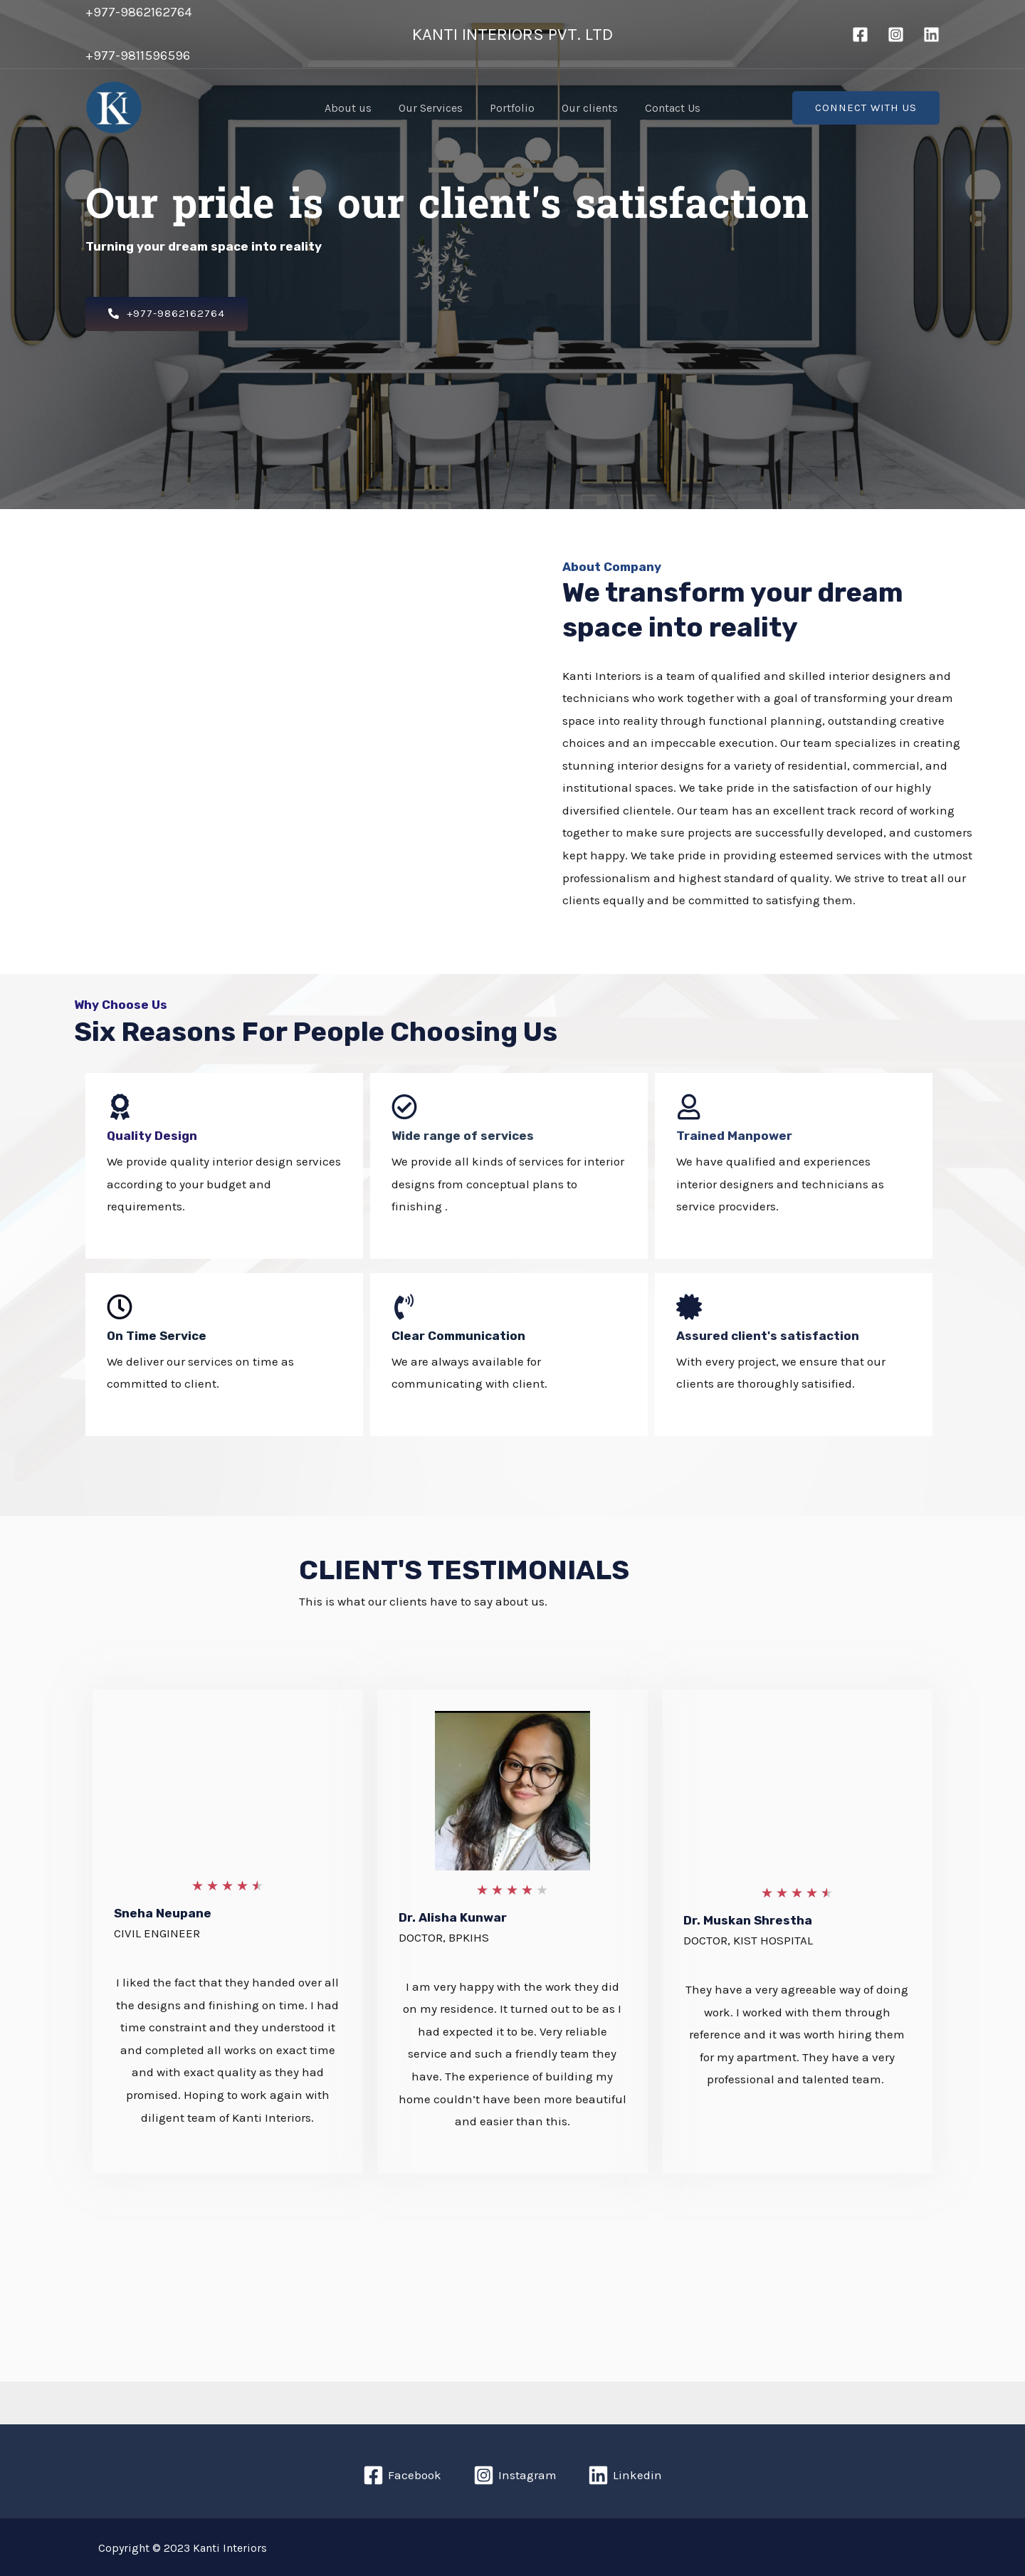 +977-9862162764
+977-9811596596
KANTI INTERIORS PVT. LTD
KI
About us
Our Services
Portfolio
Our clients
Contact Us
CONNECT WITH US
Our pride is our client's satisfaction
Turning your dream space into reality
+977-9862162764
About Company
We transform your dream
space into reality
Kanti Interiors is a team of qualified and skilled interior designers and
technicians who work together with a goal of transforming your dream
space into reality through functional planning, outstanding creative
choices and an impeccable execution. Our team specializes in creating
stunning interior designs for a variety of residential, commercial, and
institutional spaces. We take pride in the satisfaction of our highly
diversified clientele. Our team has an excellent track record of working
together to make sure projects are successfully developed, and customers
kept happy. We take pride in providing esteemed services with the utmost
professionalism and highest standard of quality. We strive to treat all our
clients equally and be committed to satisfying them.
Why Choose Us
Six Reasons For People Choosing Us
Quality Design
We provide quality interior design services
according to your budget and
requirements.
Wide range of services
We provide all kinds of services for interior
designs from conceptual plans to
finishing .
Trained Manpower
We have qualified and experiences
interior designers and technicians as
service procviders.
On Time Service
We deliver our services on time as
committed to client.
Clear Communication
We are always available for
communicating with client.
Assured client's satisfaction
With every project, we ensure that our
clients are thoroughly satisified.
CLIENT'S TESTIMONIALS
This is what our clients have to say about us.
Sneha Neupane
CIVIL ENGINEER
I liked the fact that they handed over all
the designs and finishing on time. I had
time constraint and they understood it
and completed all works on exact time
and with exact quality as they had
promised. Hoping to work again with
diligent team of Kanti Interiors.
Dr. Alisha Kunwar
DOCTOR, BPKIHS
I am very happy with the work they did
on my residence. It turned out to be as I
had expected it to be. Very reliable
service and such a friendly team they
have. The experience of building my
home couldn't have been more beautiful
and easier than this.
Dr. Muskan Shrestha
DOCTOR, KIST HOSPITAL
They have a very agreeable way of doing
work. I worked with them through
reference and it was worth hiring them
for my apartment. They have a very
professional and talented team.
Facebook
Instagram
Linkedin
Copyright © 2023 Kanti Interiors